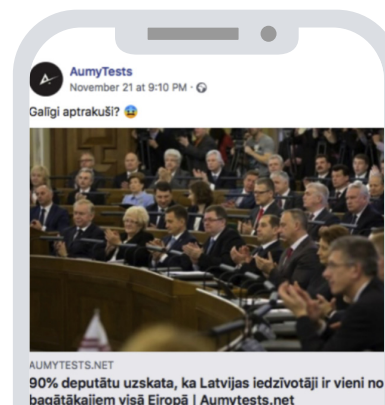 AumyTests
November 21 at 9:10 PM ·
Galīgi aptrakuši? 😰
AUMYTESTS.NET
90% deputātu uzskata, ka Latvijas iedzīvotāji ir vieni no
bagātākajiem visā Eiropā | Aumytests.net